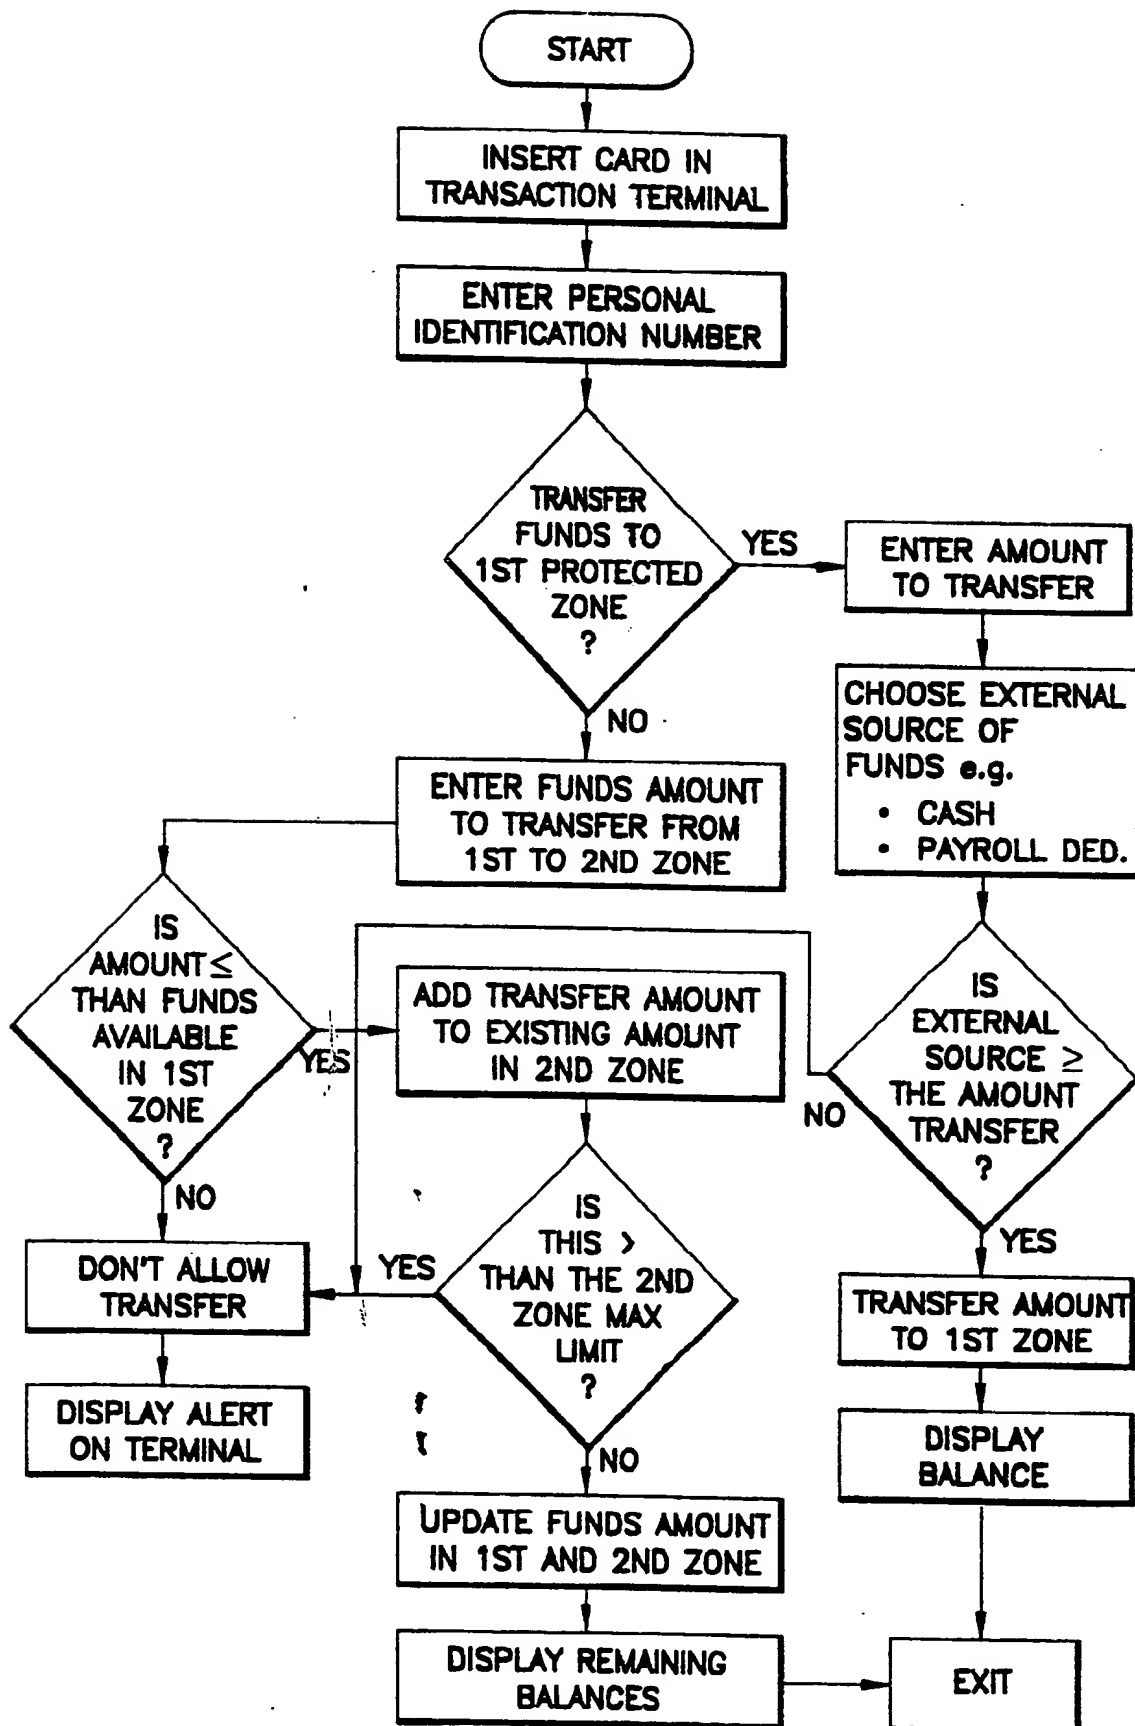 START
INSERT CARD IN
TRANSACTION TERMINAL
ENTER PERSONAL
IDENTIFICATION NUMBER
TRANSFER
FUNDS TO
1ST PROTECTED
ZONE
?
YES
ENTER AMOUNT
TO TRANSFER
CHOOSE EXTERNAL
SOURCE OF
FUNDS e.g.
• CASH
• PAYROLL DED.
NO
ENTER FUNDS AMOUNT
TO TRANSFER FROM
1ST TO 2ND ZONE
IS
AMOUNT≤
THAN FUNDS
AVAILABLE
IN 1ST
ZONE
?
YES
ADD TRANSFER AMOUNT
TO EXISTING AMOUNT
IN 2ND ZONE
IS
EXTERNAL
SOURCE ≥
THE AMOUNT
TRANSFER
?
NO
NO
DON'T ALLOW
TRANSFER
YES
IS
THIS >
THAN THE 2ND
ZONE MAX
LIMIT
?
YES
TRANSFER AMOUNT
TO 1ST ZONE
DISPLAY ALERT
ON TERMINAL
DISPLAY
BALANCE
NO
UPDATE FUNDS AMOUNT
IN 1ST AND 2ND ZONE
DISPLAY REMAINING
BALANCES
EXIT